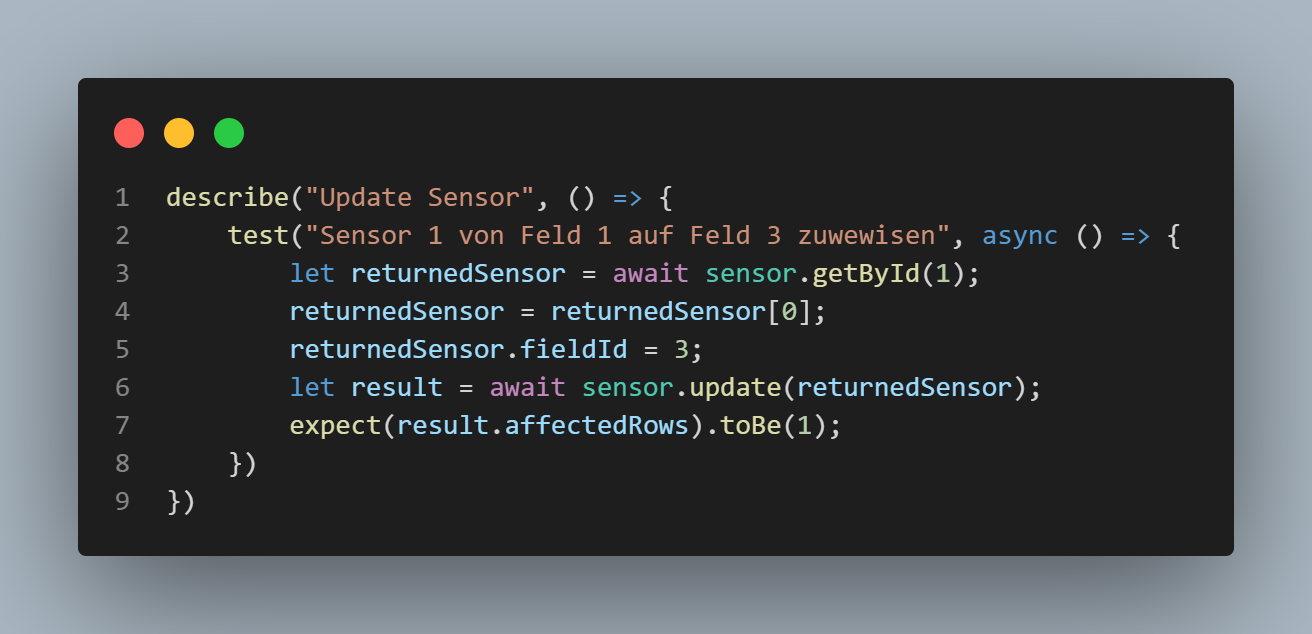 1 describe("Update Sensor", () => {
2     test("Sensor 1 von Feld 1 auf Feld 3 zuwewisen", async () => {
3         let returnedSensor = await sensor.getById(1);
4         returnedSensor = returnedSensor[0];
5         returnedSensor.fieldId = 3;
6         let result = await sensor.update(returnedSensor);
7         expect(result.affectedRows).toBe(1);
8     })
9 })